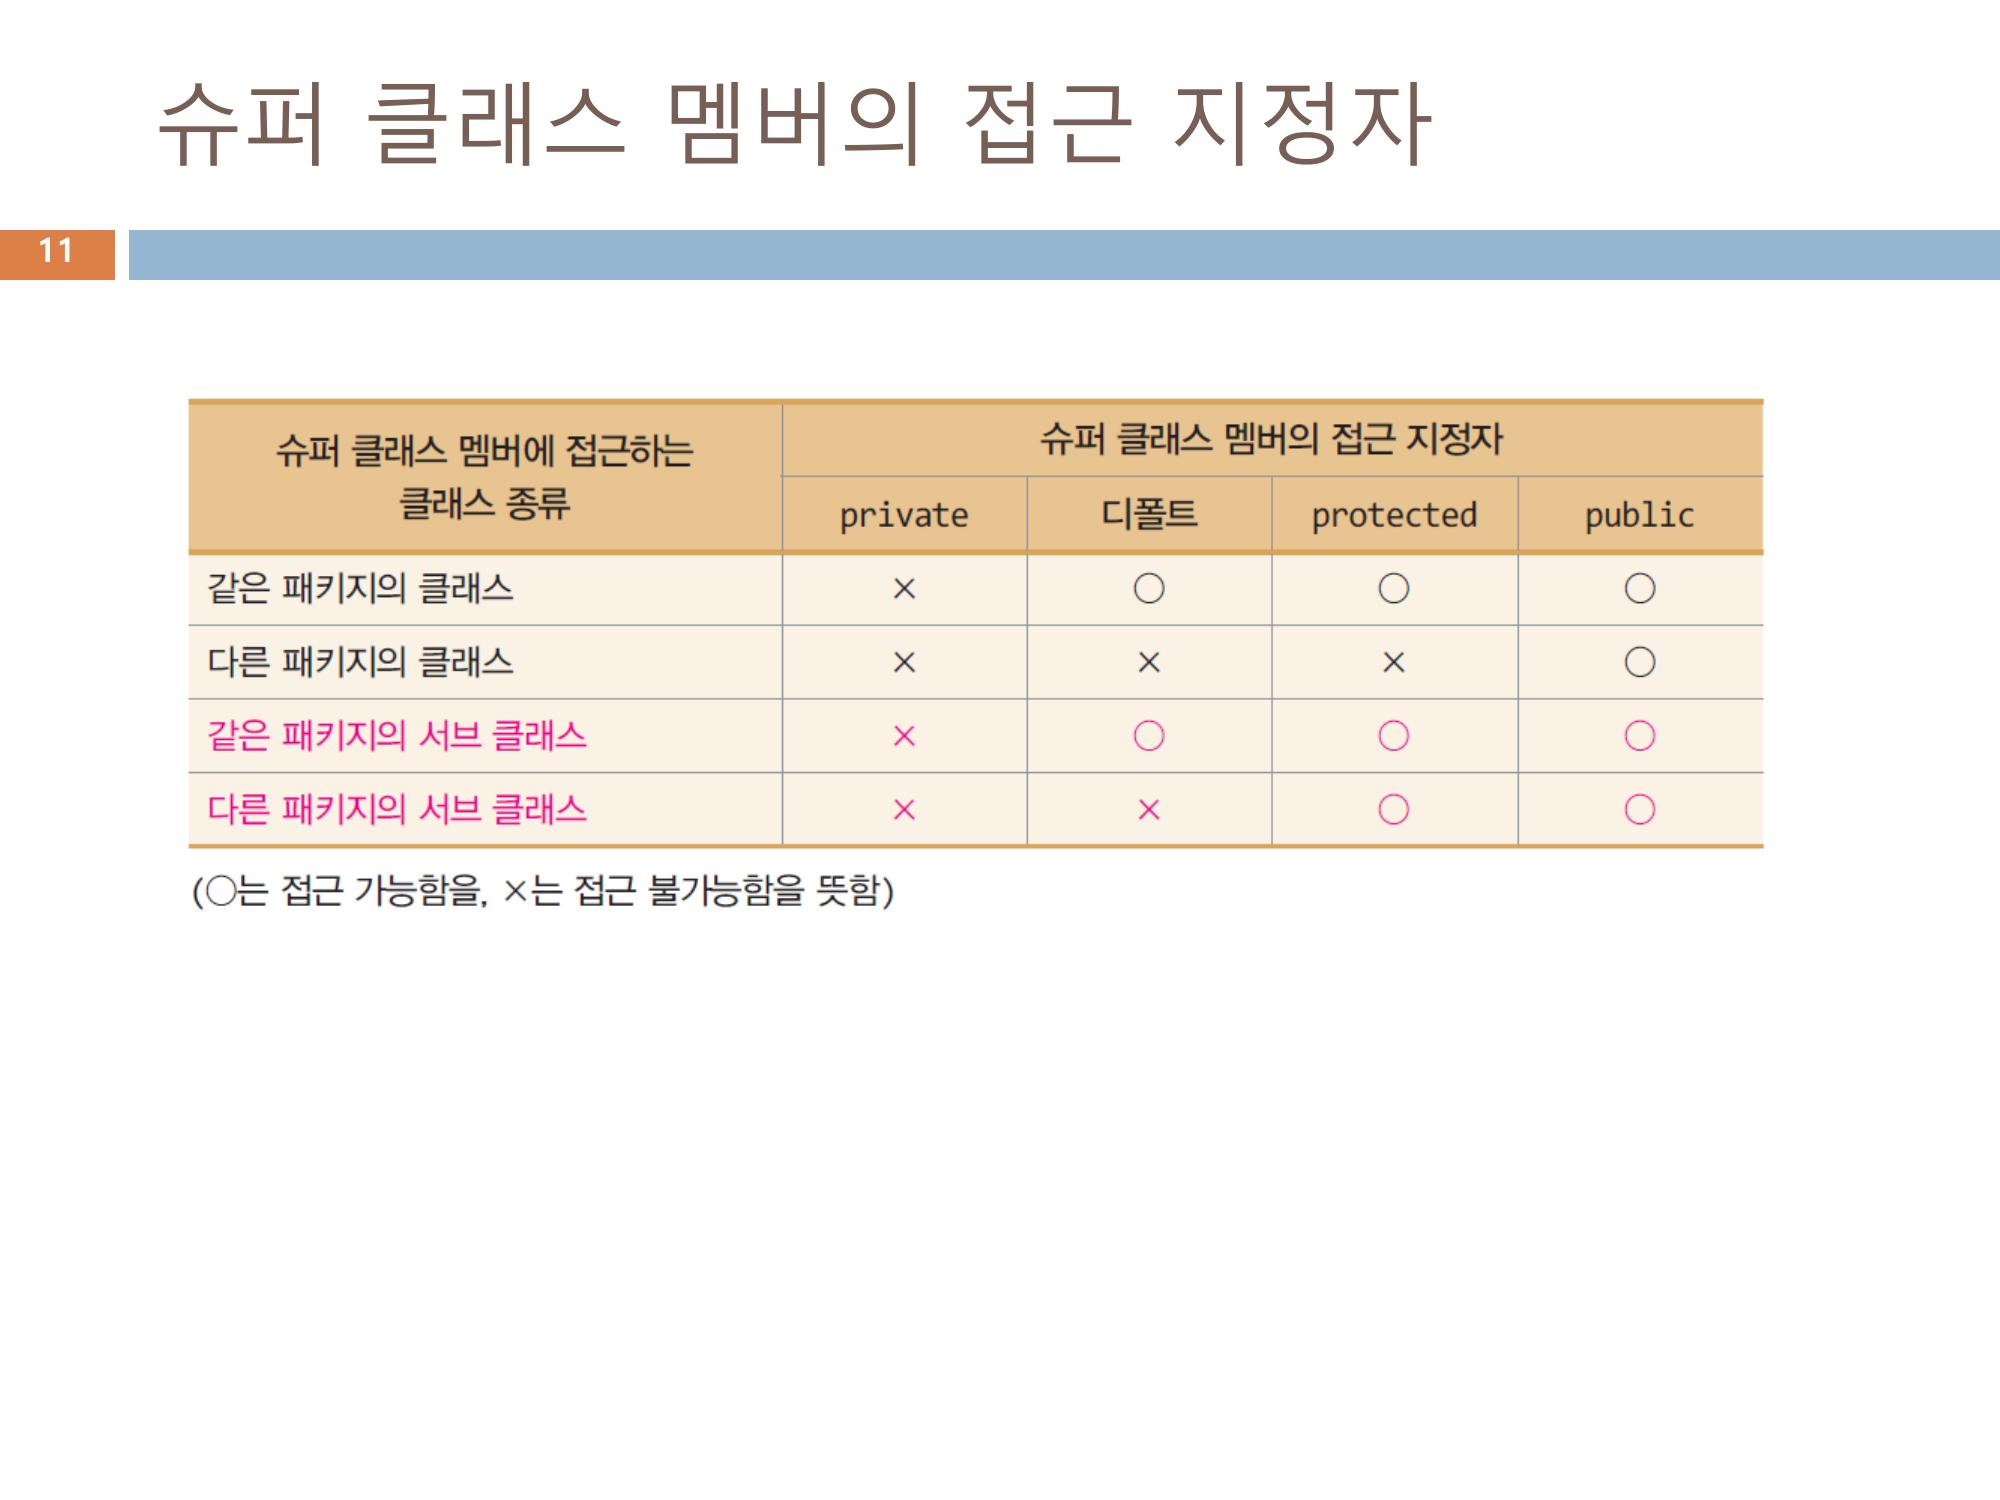 슈퍼 클래스 멤버의 접근 지정자
11
슈퍼 클래스 멤버에 접근하는
클래스 종류
슈퍼 클래스 멤버의 접근 지정자
private 디폴트 protected public
같은 패키지의 클래스 × ○ ○ ○
다른 패키지의 클래스 × × × ○
같은 패키지의 서브 클래스 × ○ ○ ○
다른 패키지의 서브 클래스 × × ○ ○
(○는 접근 가능함을, ×는 접근 불가능함을 뜻함)